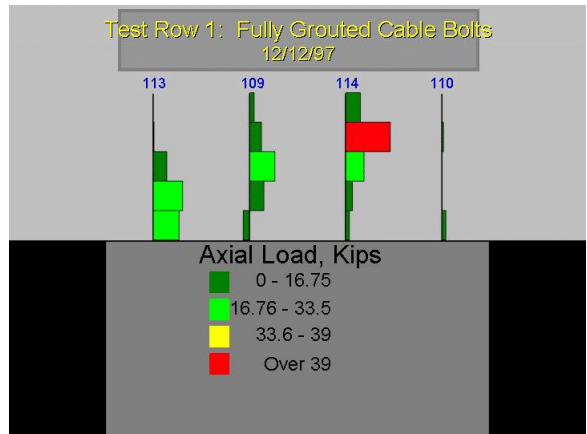 Test Row 1:  Fully Grouted Cable Bolts
12/12/97
113 109 114 110
Axial Load, Kips
0 - 16.75
16.76 - 33.5
33.6 - 39
Over 39